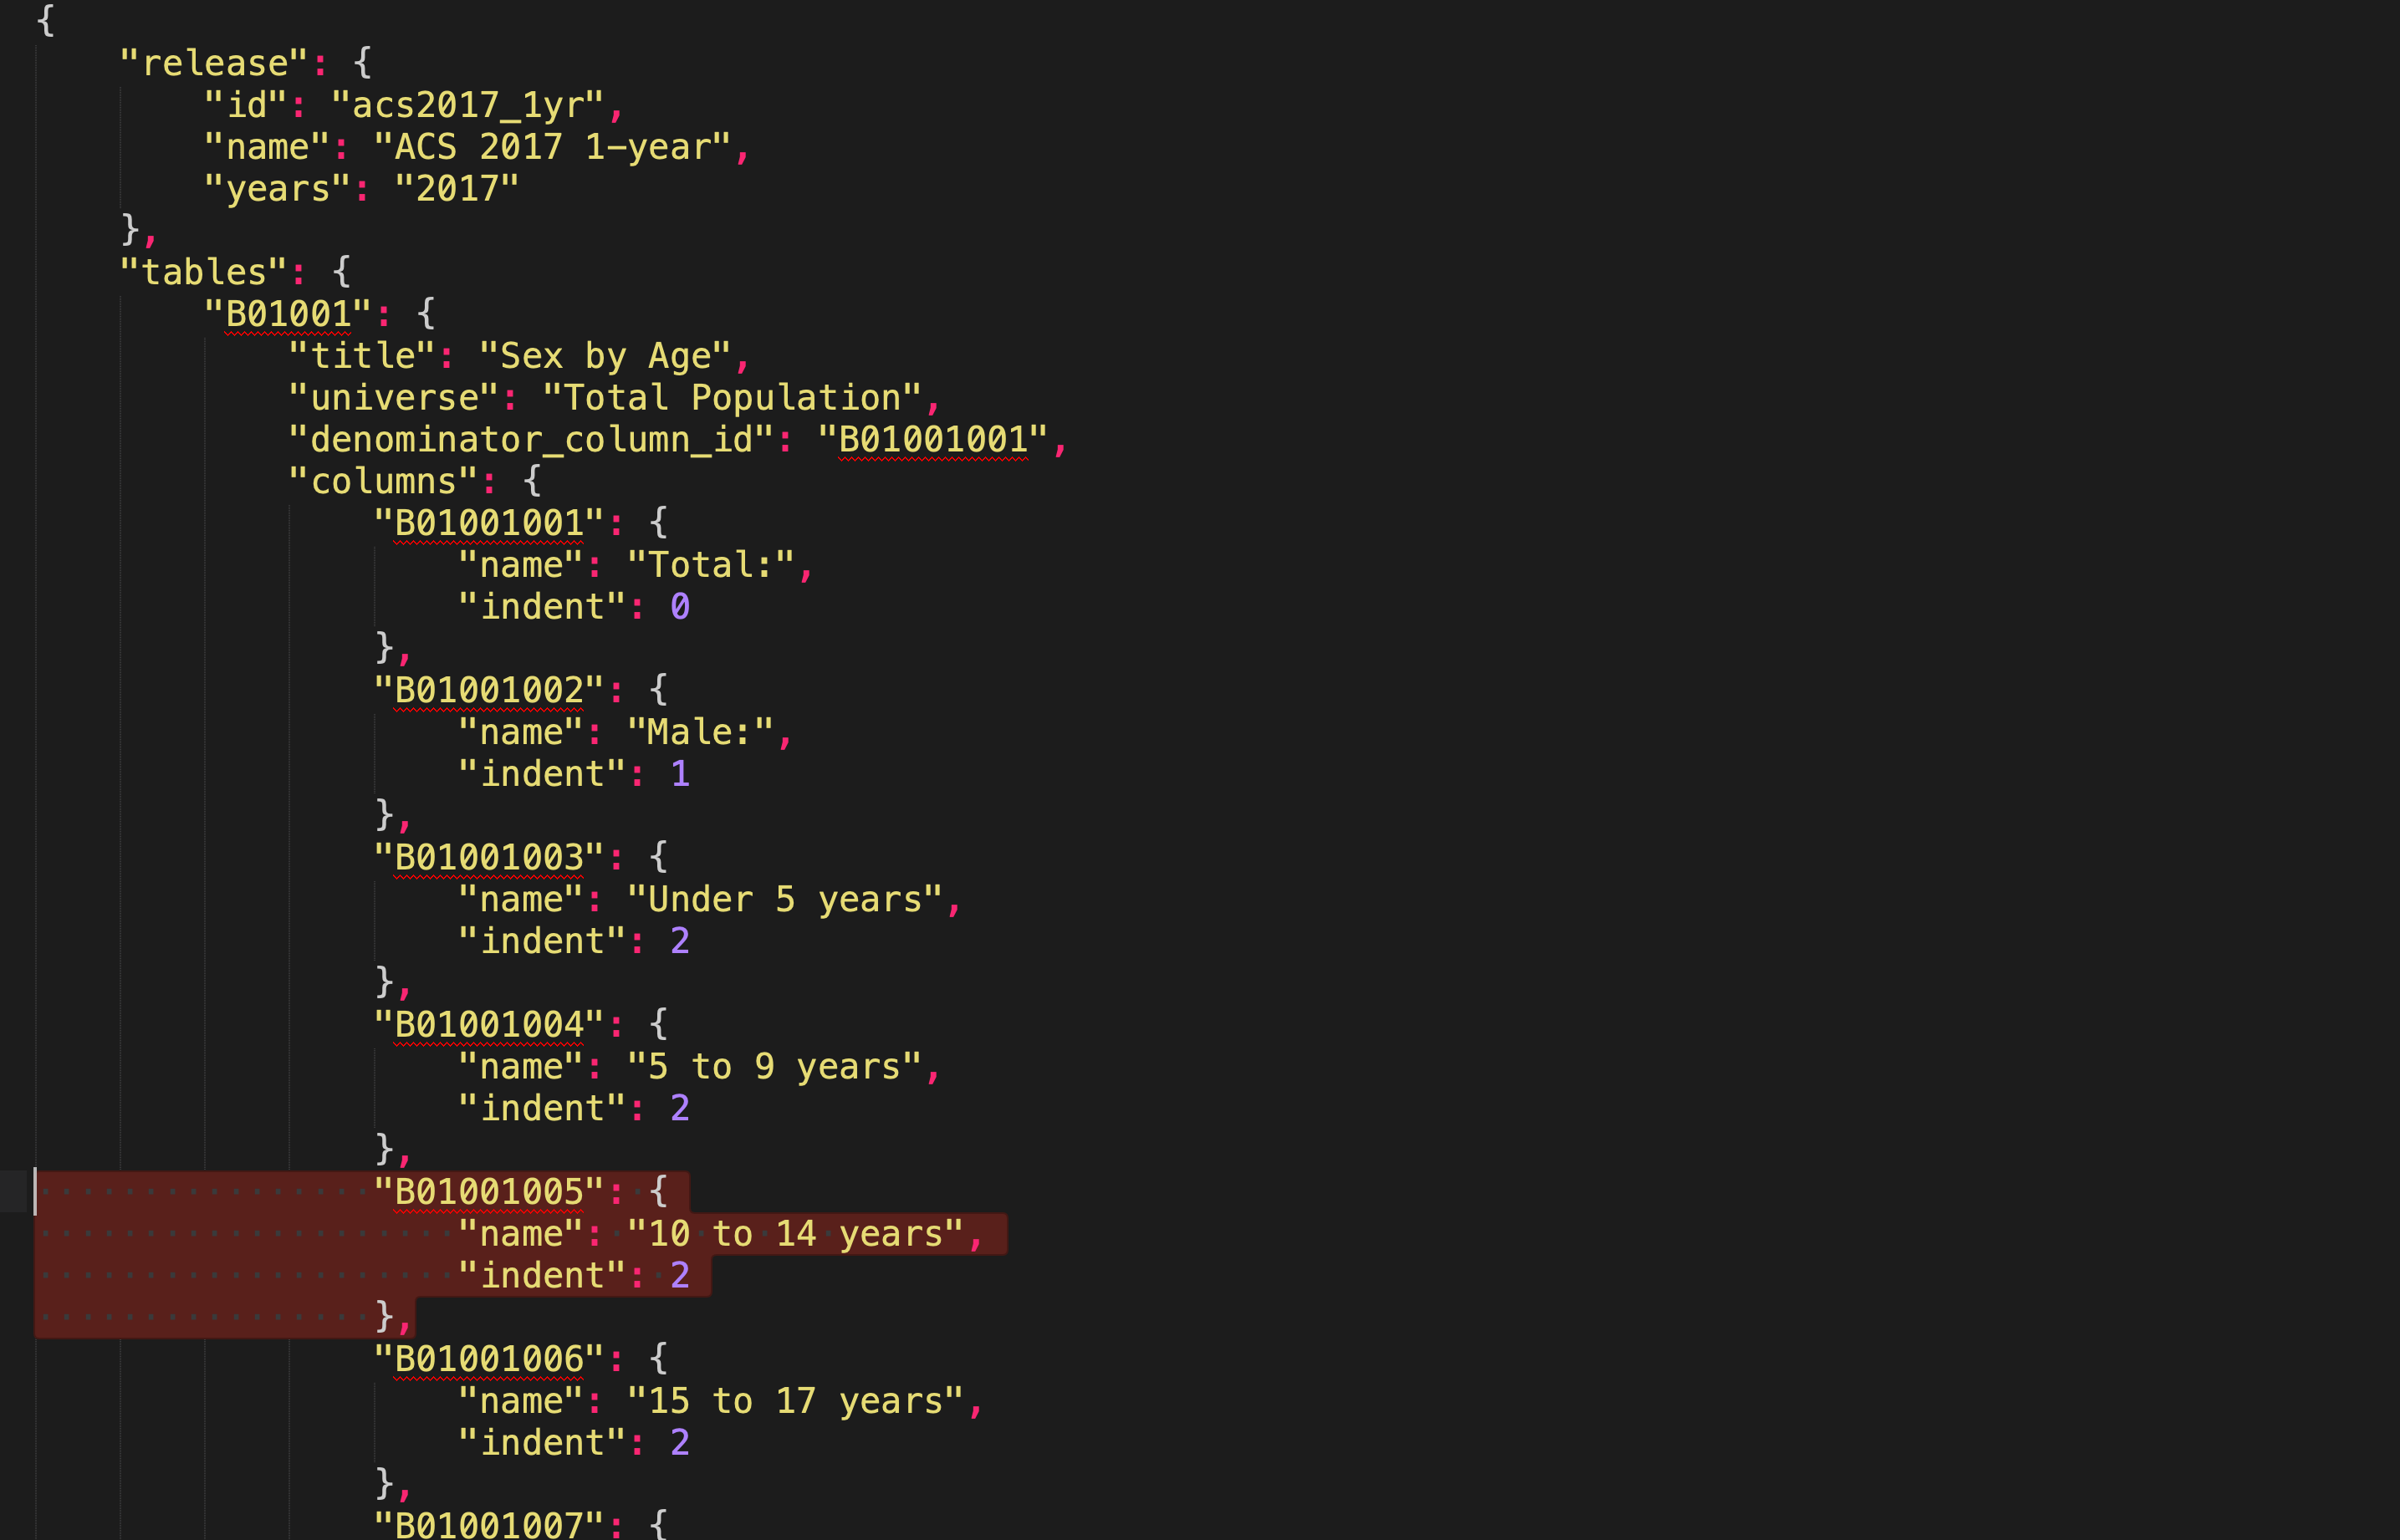 {
    "release": {
        "id": "acs2017_1yr",
        "name": "ACS 2017 1-year",
        "years": "2017"
    },
    "tables": {
        "B01001": {
            "title": "Sex by Age",
            "universe": "Total Population",
            "denominator_column_id": "B01001001",
            "columns": {
                "B01001001": {
                    "name": "Total:",
                    "indent": 0
                },
                "B01001002": {
                    "name": "Male:",
                    "indent": 1
                },
                "B01001003": {
                    "name": "Under 5 years",
                    "indent": 2
                },
                "B01001004": {
                    "name": "5 to 9 years",
                    "indent": 2
                },
                "B01001005": {
                    "name": "10 to 14 years",
                    "indent": 2
                },
                "B01001006": {
                    "name": "15 to 17 years",
                    "indent": 2
                },
                "B01001007": {